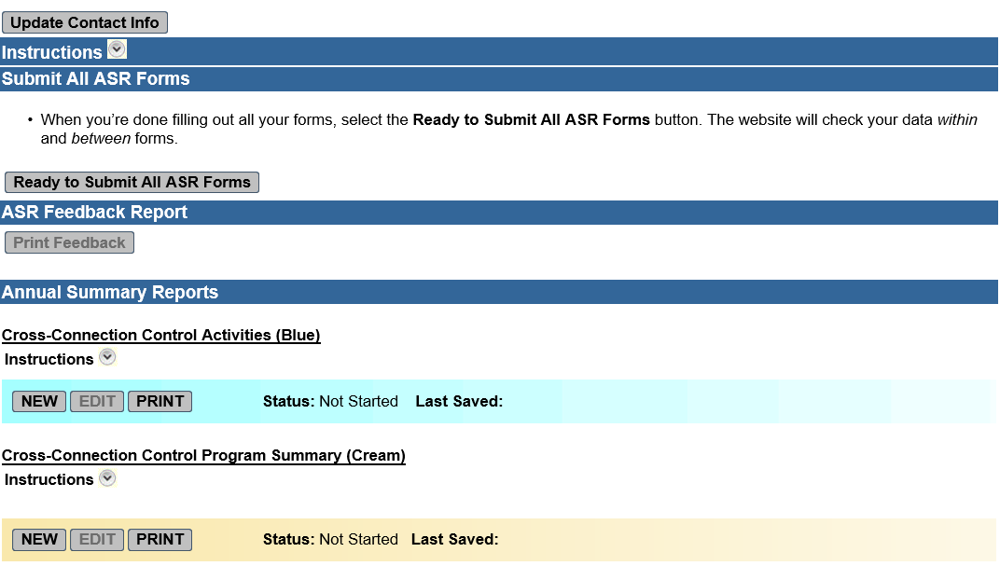 Update Contact Info
Instructions
Submit All ASR Forms
• When you’re done filling out all your forms, select the Ready to Submit All ASR Forms button. The website will check your data within
and between forms.
Ready to Submit All ASR Forms
ASR Feedback Report
Print Feedback
Annual Summary Reports
Cross-Connection Control Activities (Blue)
Instructions
NEW EDIT PRINT Status: Not Started Last Saved:
Cross-Connection Control Program Summary (Cream)
Instructions
NEW EDIT PRINT Status: Not Started Last Saved: